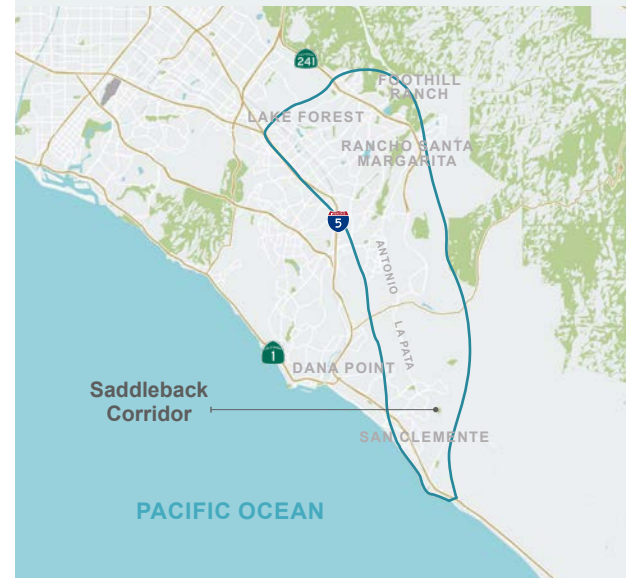 241
FOOTHILL
RANCH
LAKE FOREST
RANCHO SANTA
MARGARITA
5
ANTONIO
LA PATA
1
DANA POINT
Saddleback
Corridor
SAN CLEMENTE
PACIFIC OCEAN